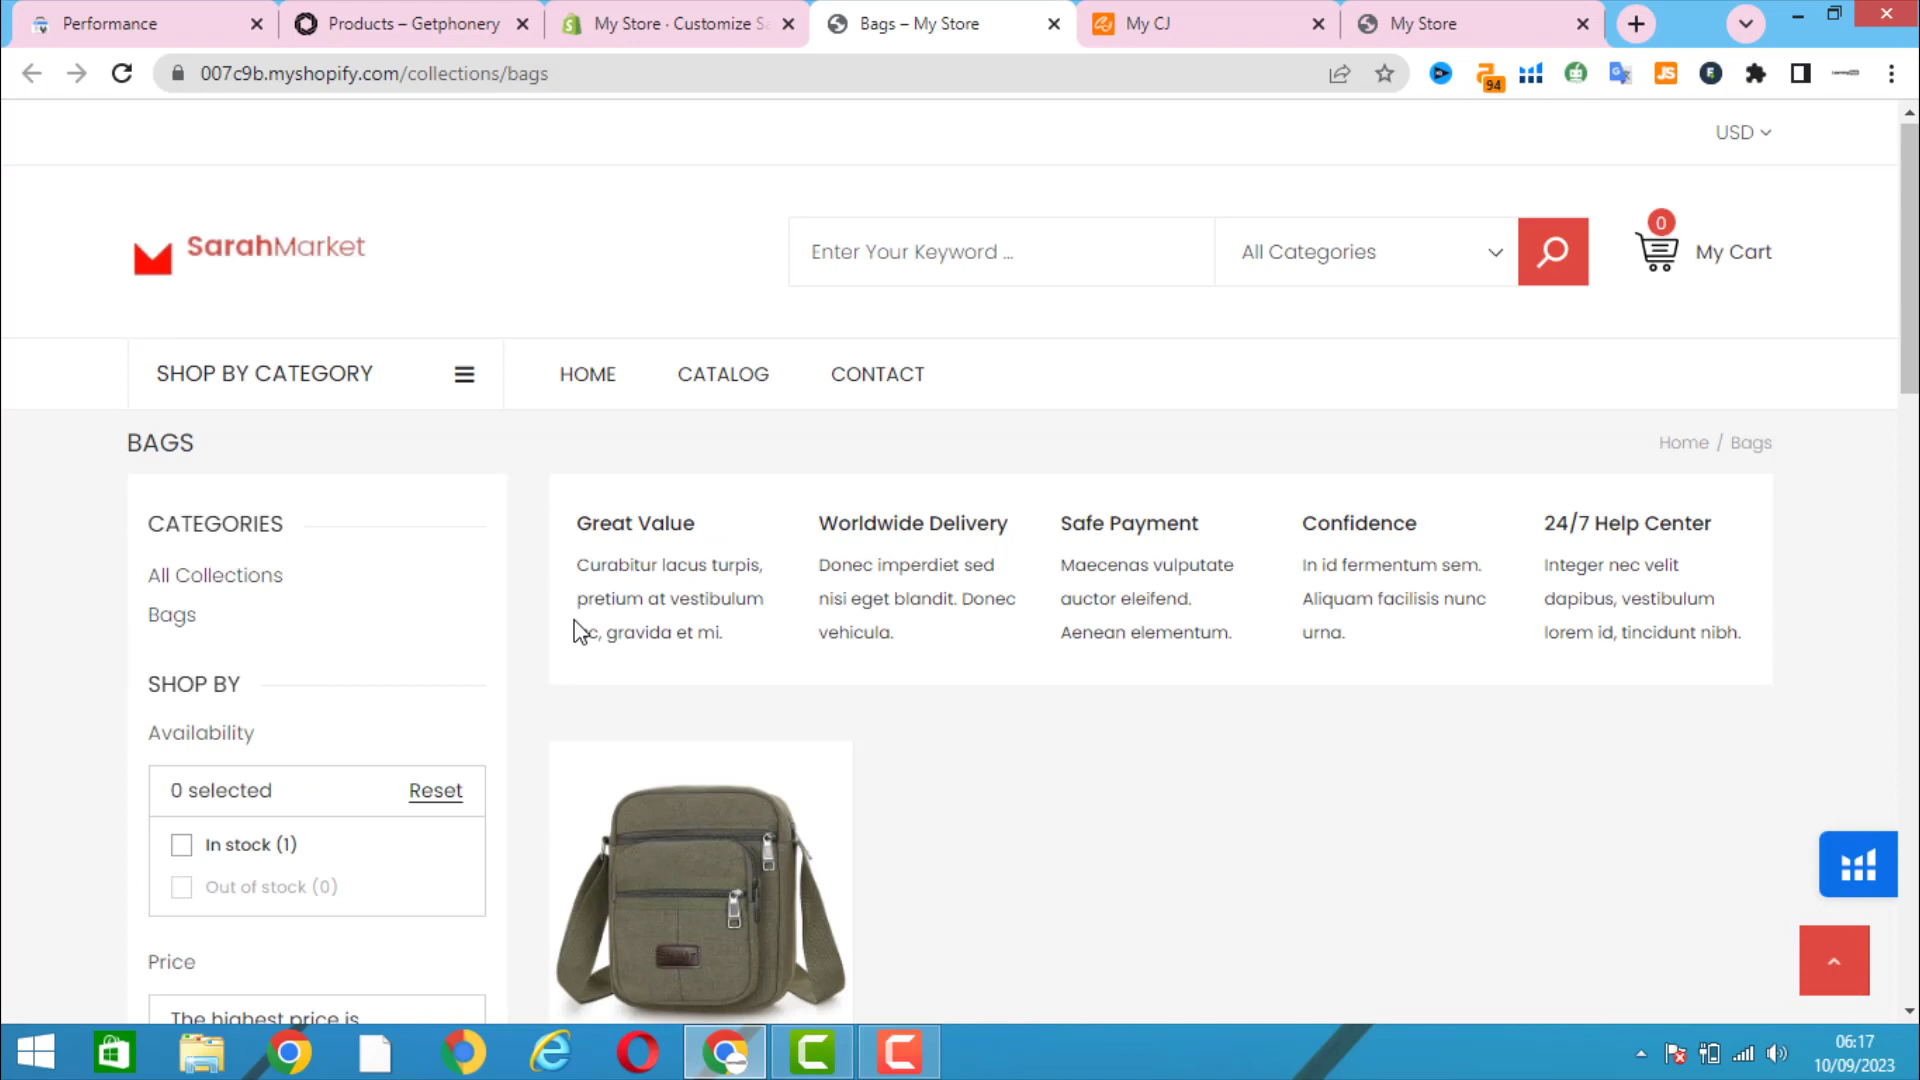 Performance
Products – Getphonery
My Store · Customize Sa
Bags – My Store
My CJ
My Store
007c9b.myshopify.com/collections/bags
94
JS
USD
SarahMarket
Enter Your Keyword ...
All Categories
0
My Cart
SHOP BY CATEGORY
HOME
CATALOG
CONTACT
BAGS
Home / Bags
CATEGORIES
All Collections
Bags
SHOP BY
Availability
0 selected
Reset
In stock (1)
Out of stock (0)
Price
The highest price is
Great Value
Curabitur lacus turpis,
pretium at vestibulum
c, gravida et mi.
Worldwide Delivery
Donec imperdiet sed
nisi eget blandit. Donec
vehicula.
Safe Payment
Maecenas vulputate
auctor eleifend.
Aenean elementum.
Confidence
In id fermentum sem.
Aliquam facilisis nunc
urna.
24/7 Help Center
Integer nec velit
dapibus, vestibulum
lorem id, tincidunt nibh.
06:17
10/09/2023